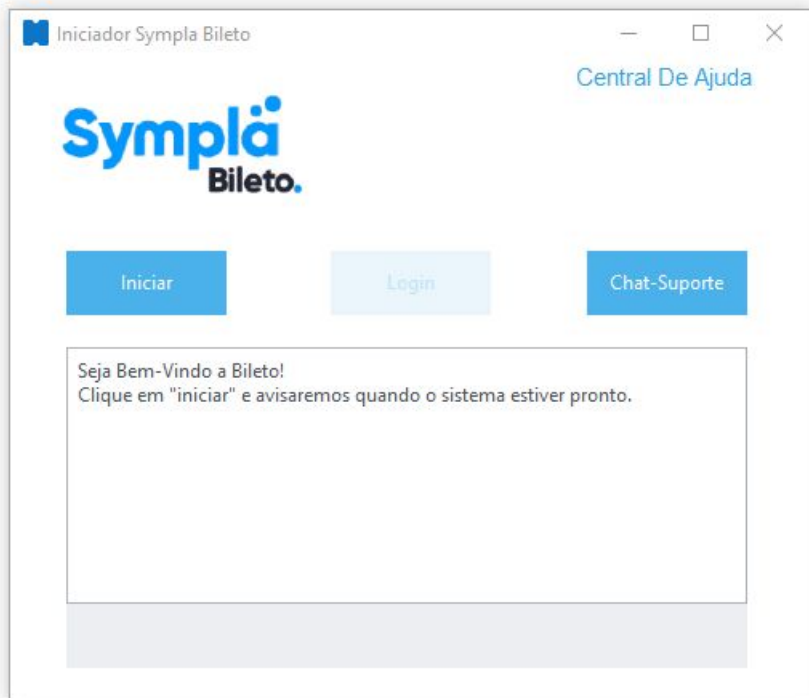 Iniciador Sympla Bileto
Central De Ajuda
Sympla
Bileto.
Iniciar
Login
Chat-Suporte
Seja Bem-Vindo a Bileto!
Clique em "iniciar" e avisaremos quando o sistema estiver pronto.